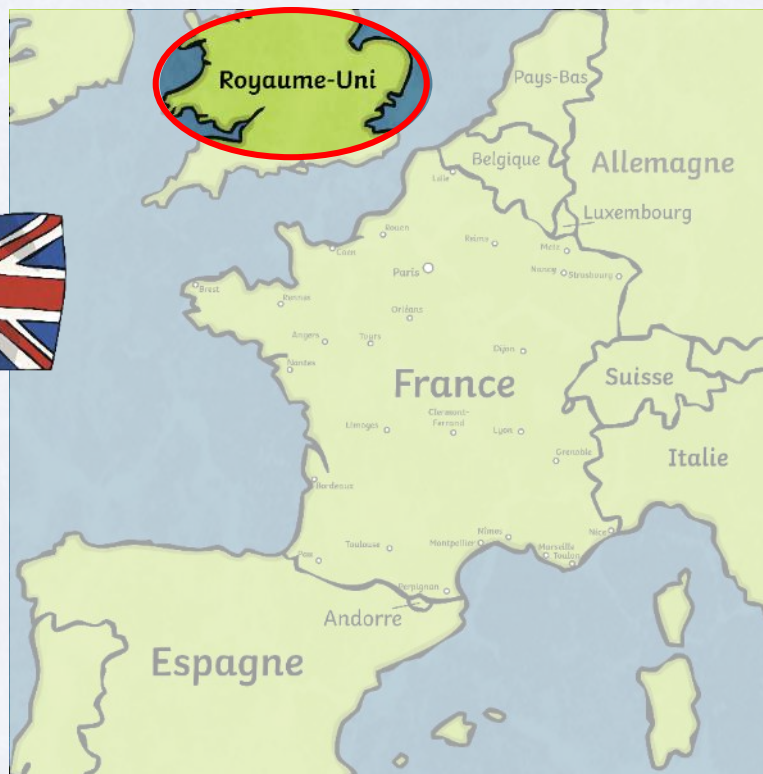 Royaume-Uni
Pays-Bas
Belgique
Allemagne
Lille
Luxembourg
Rouen
Reims
Caen
Metz
Paris
Nancy
Strasbourg
Brest
Rennes
Orléans
Angers
Tours
Dijon
Nantes
France
Suisse
Limoges
Clermont-
Ferrand
Lyon
Grenoble
Italie
Bordeaux
Nîmes
Nice
Toulouse
Montpellier
Marseille
Pau
Toulon
Perpignan
Andorre
Espagne